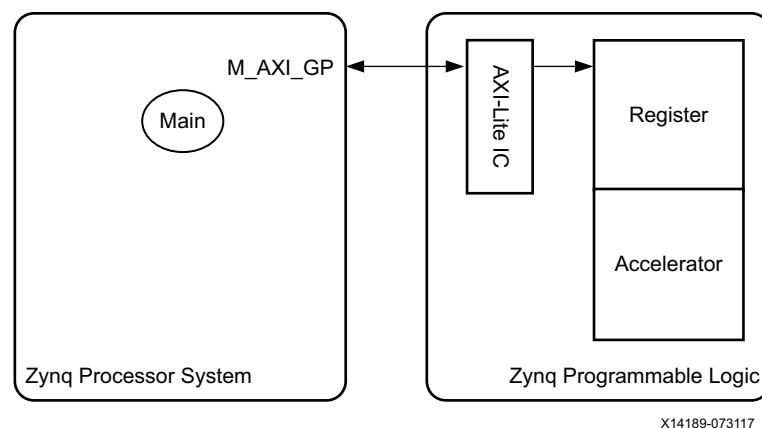 M_AXI_GP
Main
AXI-Lite IC
Register
Accelerator
Zynq Processor System
Zynq Programmable Logic
X14189-073117